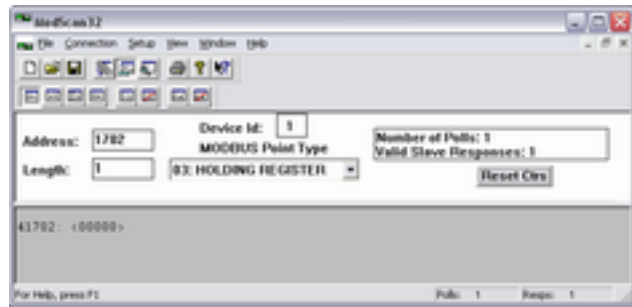 ModScan32
File Connection Setup View Window Help
Address: 1702
Device Id: 1
MODBUS Point Type
Length: 1
03: HOLDING REGISTER
Number of Polls: 1
Valid Slave Responses: 1
Reset Ctrs
41702: <00000>
For Help, press F1
Polls: 1
Resps: 1